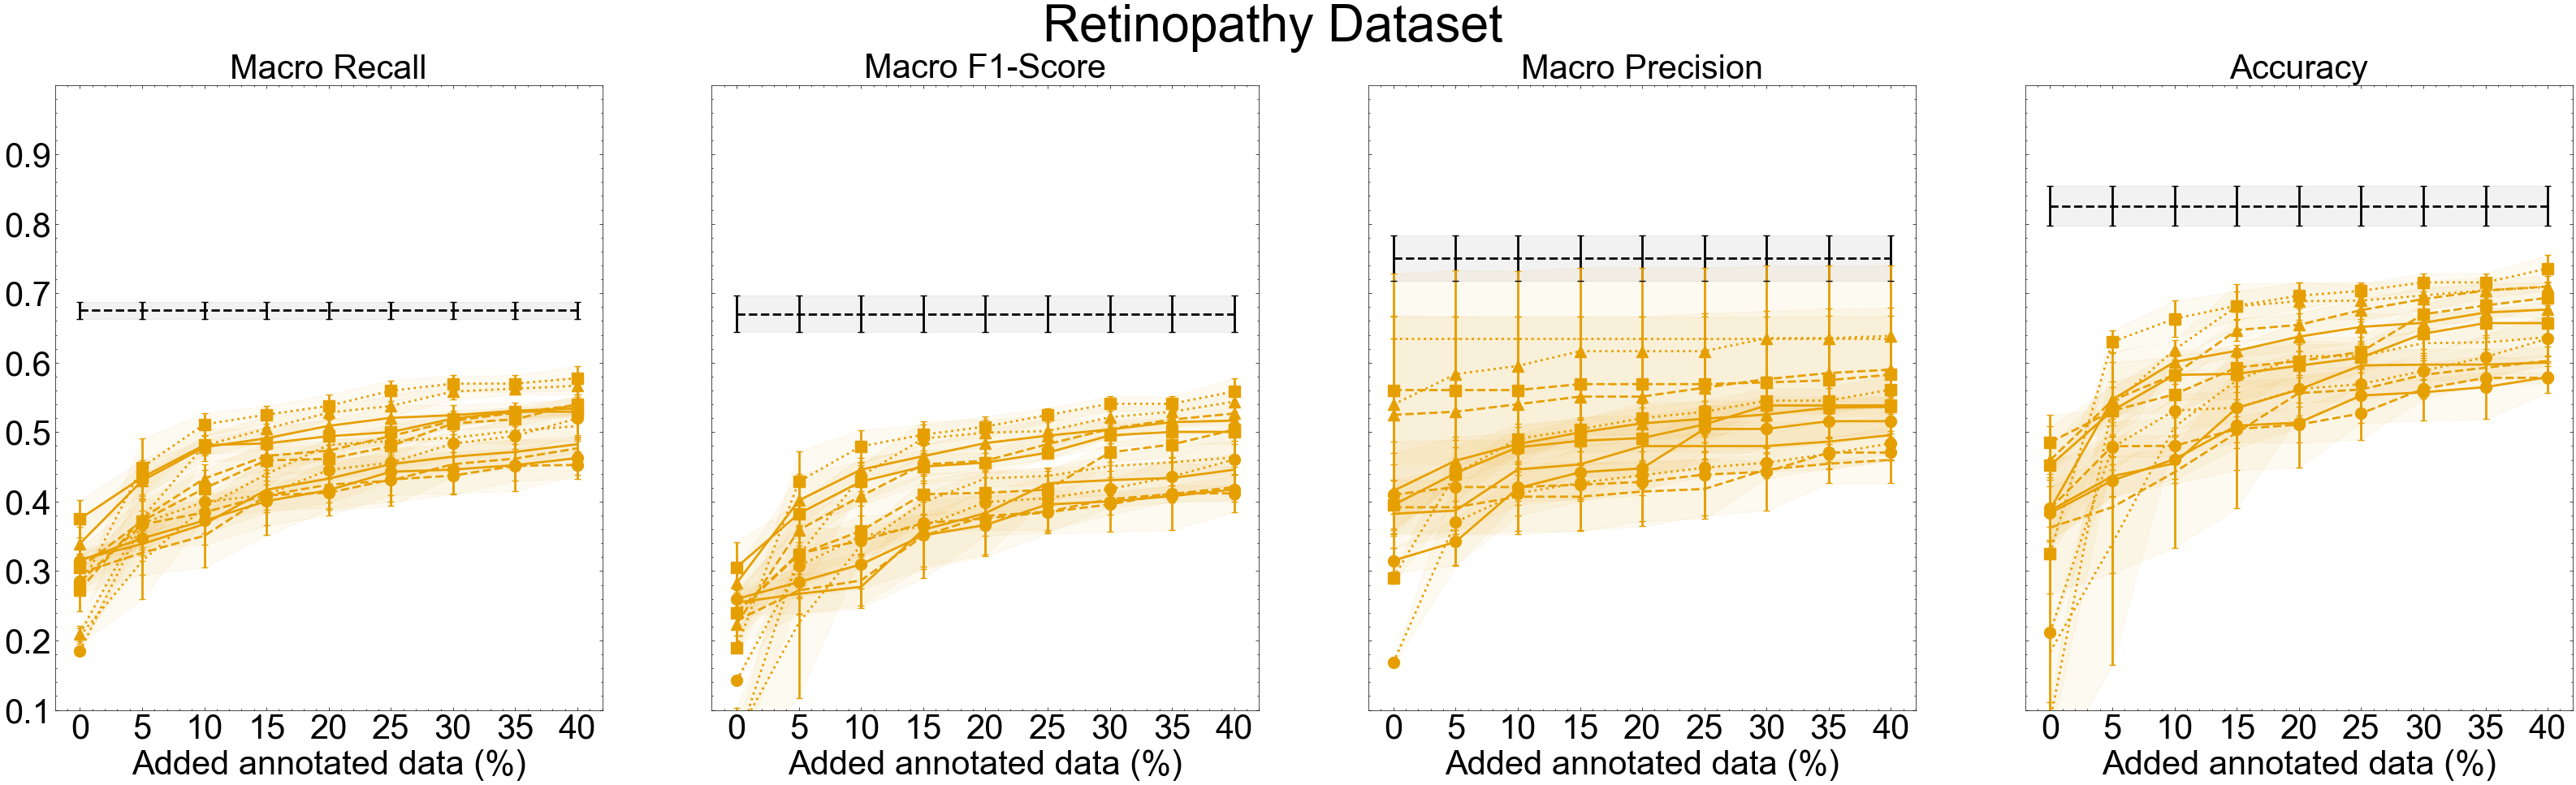 Retinopathy Dataset
Macro Recall
Macro F1-Score
Macro Precision
Accuracy
0.9
0.8
0.7
0.6
0.5
0.4
0.3
0.2
0.1
0 5 10 15 20 25 30 35 40
0 5 10 15 20 25 30 35 40
0 5 10 15 20 25 30 35 40
0 5 10 15 20 25 30 35 40
Added annotated data (%)
Added annotated data (%)
Added annotated data (%)
Added annotated data (%)